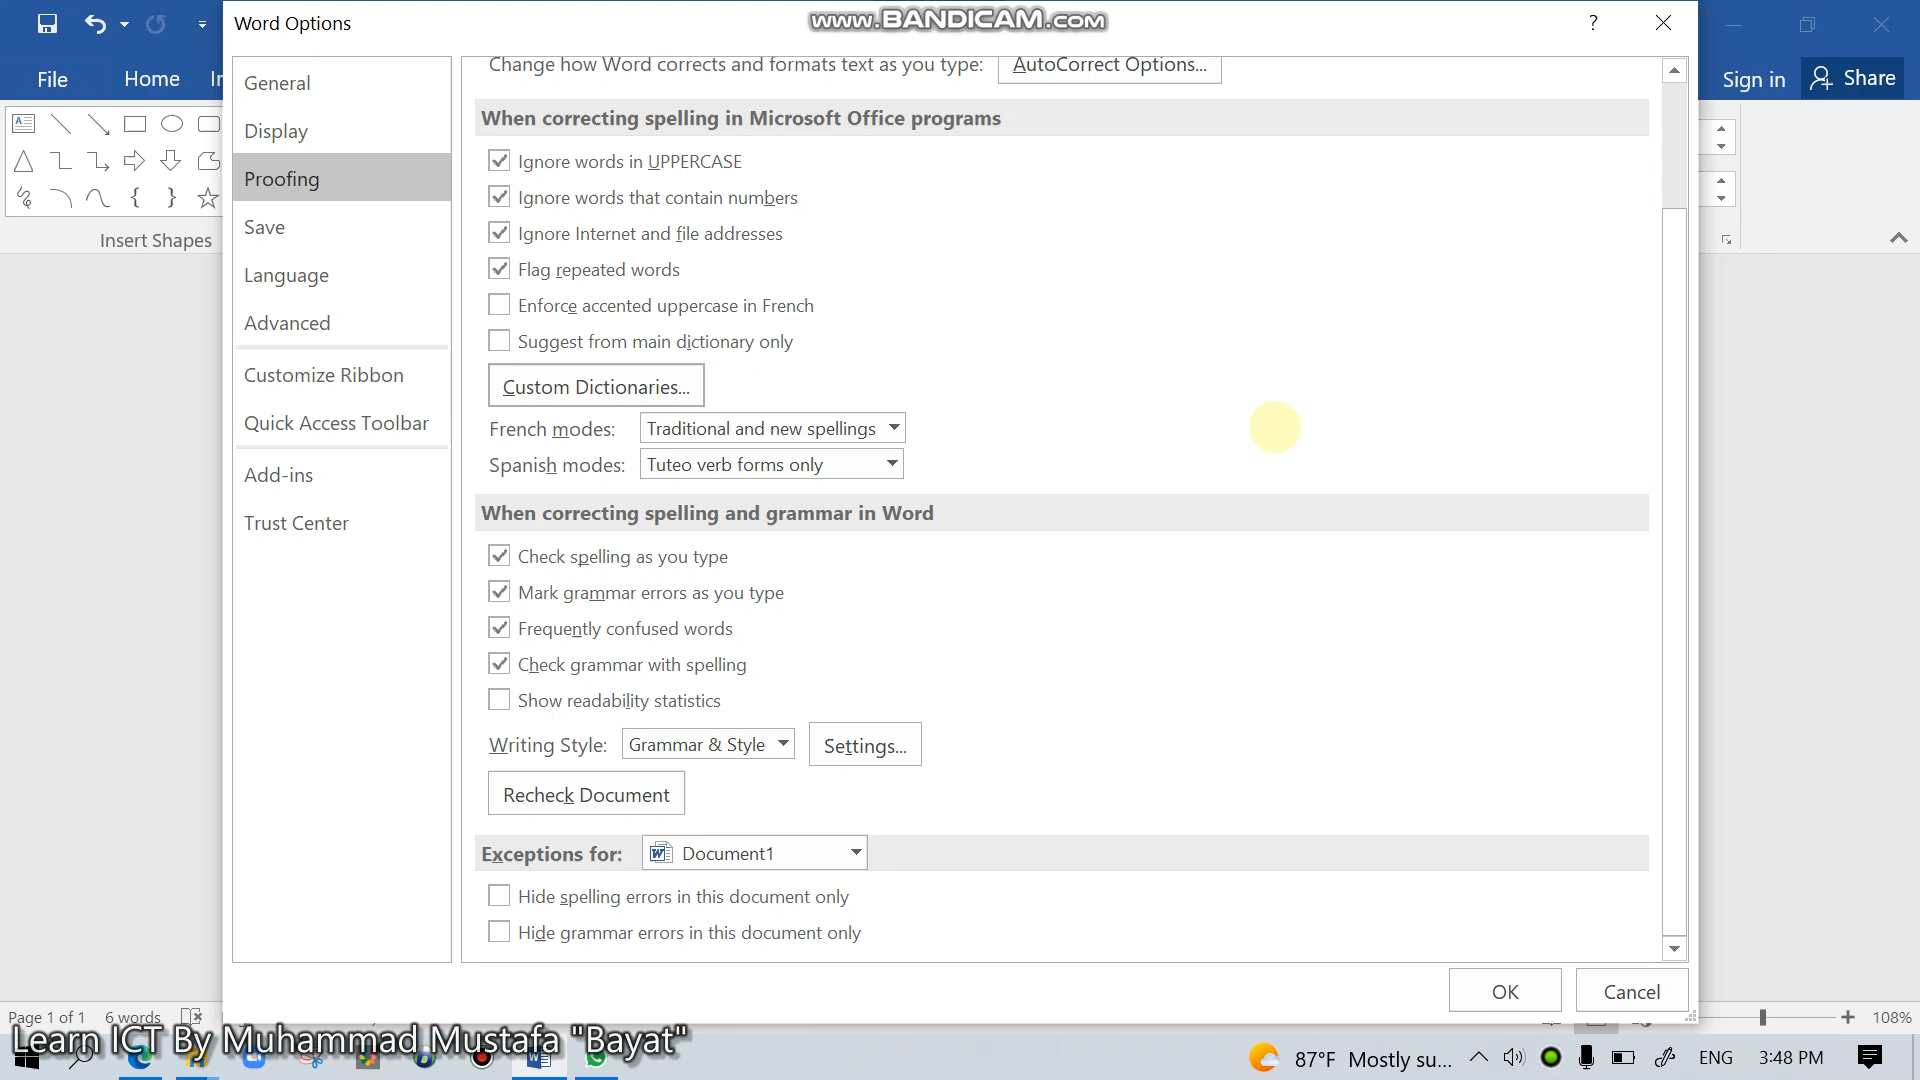 Word Options
www.BANDICAM.com
?
File
Home
Sign in
Share
Insert Shapes
General
Display
Proofing
Save
Language
Advanced
Customize Ribbon
Quick Access Toolbar
Add-ins
Trust Center
Change how Word corrects and formats text as you type: AutoCorrect Options...
When correcting spelling in Microsoft Office programs
Ignore words in UPPERCASE
Ignore words that contain numbers
Ignore Internet and file addresses
Flag repeated words
Enforce accented uppercase in French
Suggest from main dictionary only
Custom Dictionaries...
French modes: Traditional and new spellings
Spanish modes: Tuteo verb forms only
When correcting spelling and grammar in Word
Check spelling as you type
Mark grammar errors as you type
Frequently confused words
Check grammar with spelling
Show readability statistics
Writing Style: Grammar & Style Settings...
Recheck Document
Exceptions for: Document1
Hide spelling errors in this document only
Hide grammar errors in this document only
OK Cancel
Page 1 of 1 6 words
108%
Learn ICT By Muhammad Mustafa "Bayat"
87°F Mostly su... ENG 3:48 PM